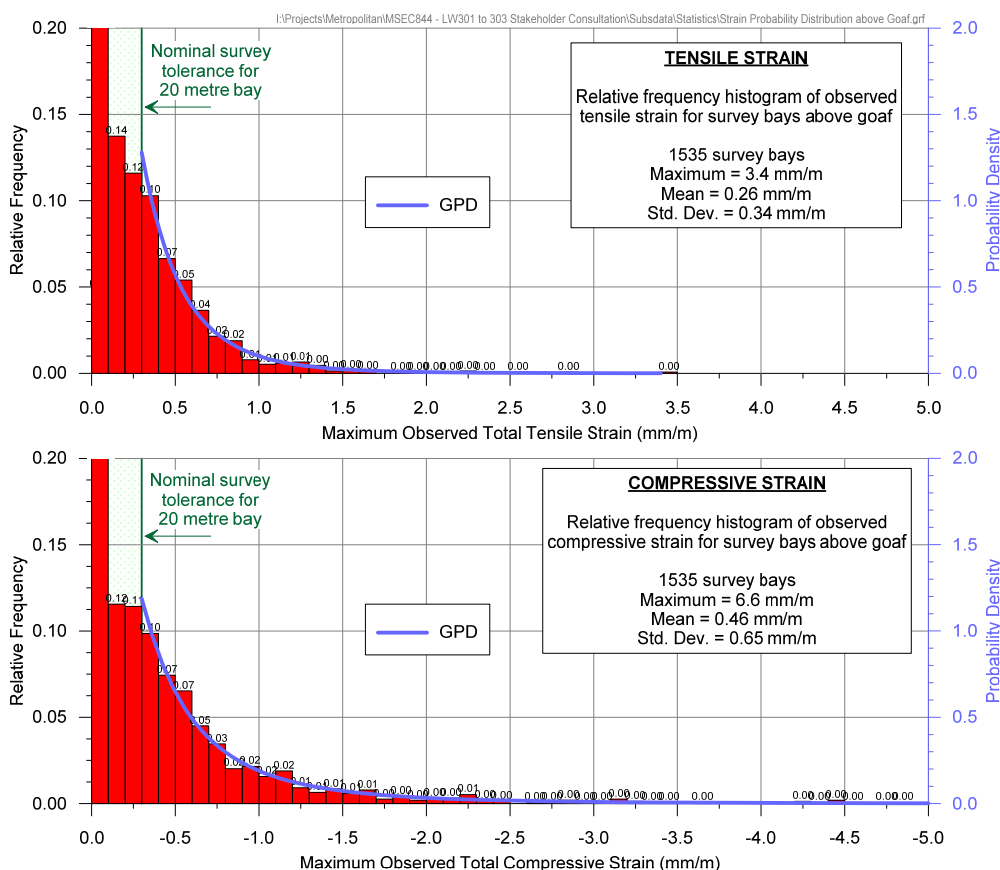 I:\Projects\Metropolitan\MSEC844 - LW301 to 303 Stakeholder Consultation\Subsdata\Statistics\Strain Probability Distribution above Goaf.grf
Nominal survey
tolerance for
20 metre bay
TENSILE STRAIN
Relative frequency histogram of observed
tensile strain for survey bays above goaf
1535 survey bays
Maximum = 3.4 mm/m
Mean = 0.26 mm/m
Std. Dev. = 0.34 mm/m
GPD
Relative Frequency
0.20
0.15
0.10
0.05
0.00
Probability Density
2.0
1.5
1.0
0.5
0.0
0.14
0.12
0.10
0.07
0.05
0.04
0.02
0.02
0.01
0.01
0.01
0.01
0.00
0.00 0.00 0.00
0.00 0.00 0.00 0.00 0.00 0.00
0.00
0.00
0.00
0.0 0.5 1.0 1.5 2.0 2.5 3.0 3.5 4.0 4.5 5.0
Maximum Observed Total Tensile Strain (mm/m)
Nominal survey
tolerance for
20 metre bay
COMPRESSIVE STRAIN
Relative frequency histogram of observed
compressive strain for survey bays above goaf
1535 survey bays
Maximum = 6.6 mm/m
Mean = 0.46 mm/m
Std. Dev. = 0.65 mm/m
GPD
Relative Frequency
0.20
0.15
0.10
0.05
0.00
Probability Density
2.0
1.5
1.0
0.5
0.0
0.12
0.11
0.10
0.07
0.07
0.05
0.03
0.02
0.02
0.02
0.02
0.01
0.01
0.01
0.01
0.01
0.00
0.0 -0.5 -1.0 -1.5 -2.0 -2.5 -3.0 -3.5 -4.0 -4.5 -5.0
Maximum Observed Total Compressive Strain (mm/m)